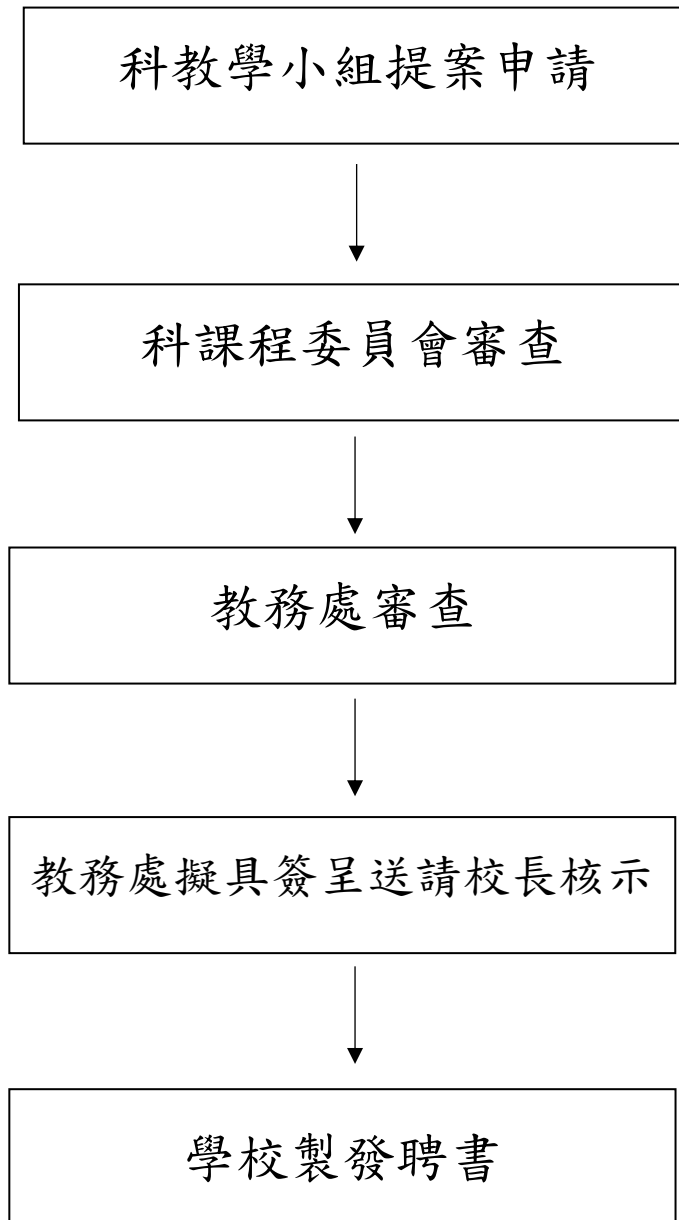 科教學小組提案申請
科課程委員會審查
教務處審查
教務處擬具簽呈送請校長核示
學校製發聘書